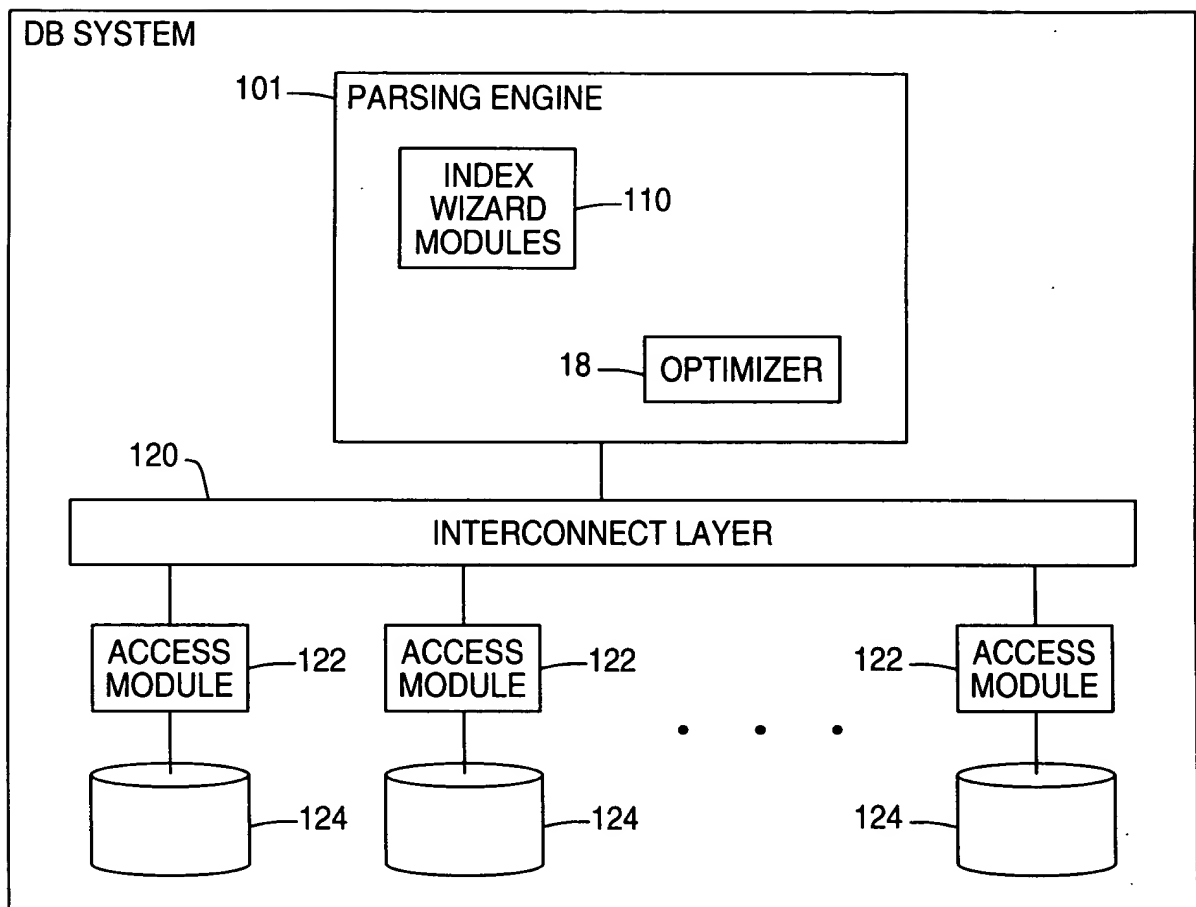 DB SYSTEM
101
PARSING ENGINE
INDEX
WIZARD
MODULES
110
18
OPTIMIZER
120
INTERCONNECT LAYER
ACCESS
MODULE
122
ACCESS
MODULE
122
122
ACCESS
MODULE
124
124
124